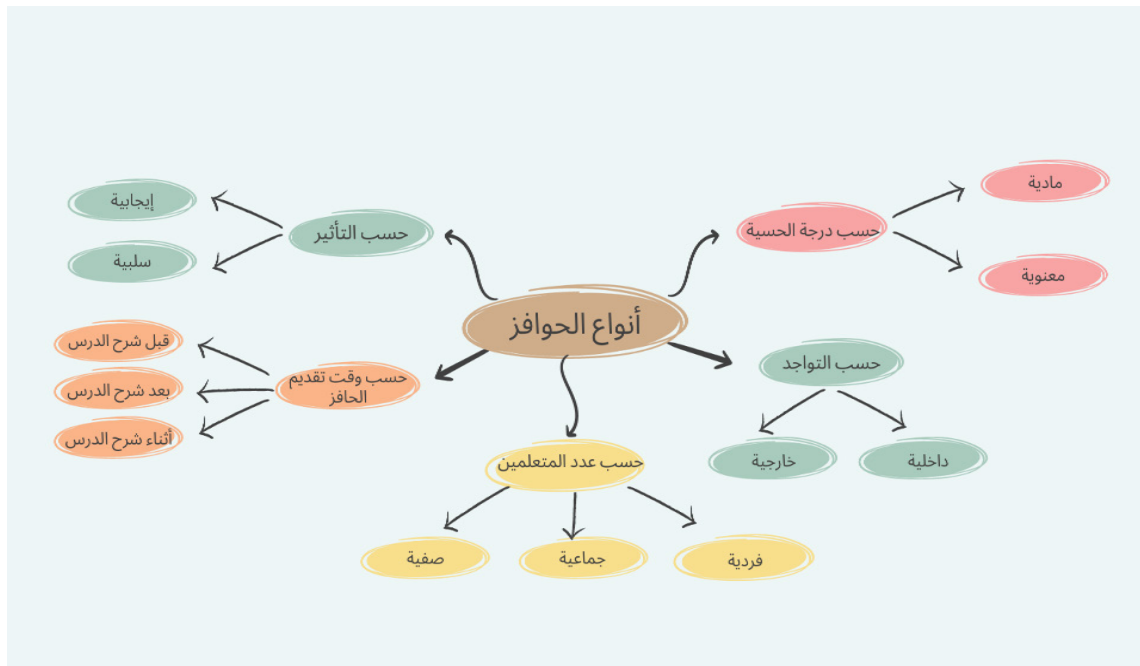 أنواع الحوافز
حسب درجة الحسية
مادية
معنوية
حسب التواجد
داخلية
خارجية
حسب عدد المتعلمين
فردية
جماعية
صفية
حسب وقت تقديم
الحافز
قبل شرح الدرس
بعد شرح الدرس
أثناء شرح الدرس
حسب التأثير
إيجابية
سلبية